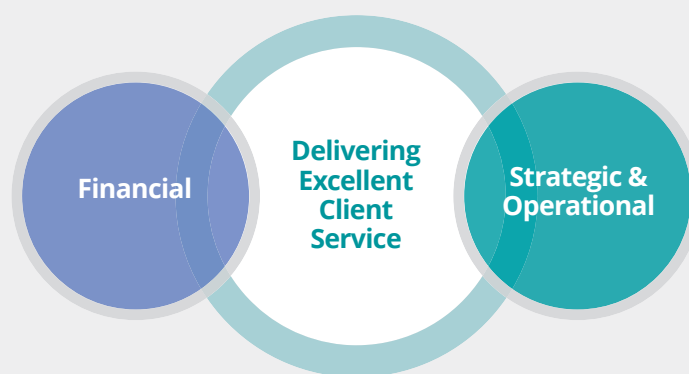 Financial
Delivering
Excellent
Client
Service
Strategic &
Operational